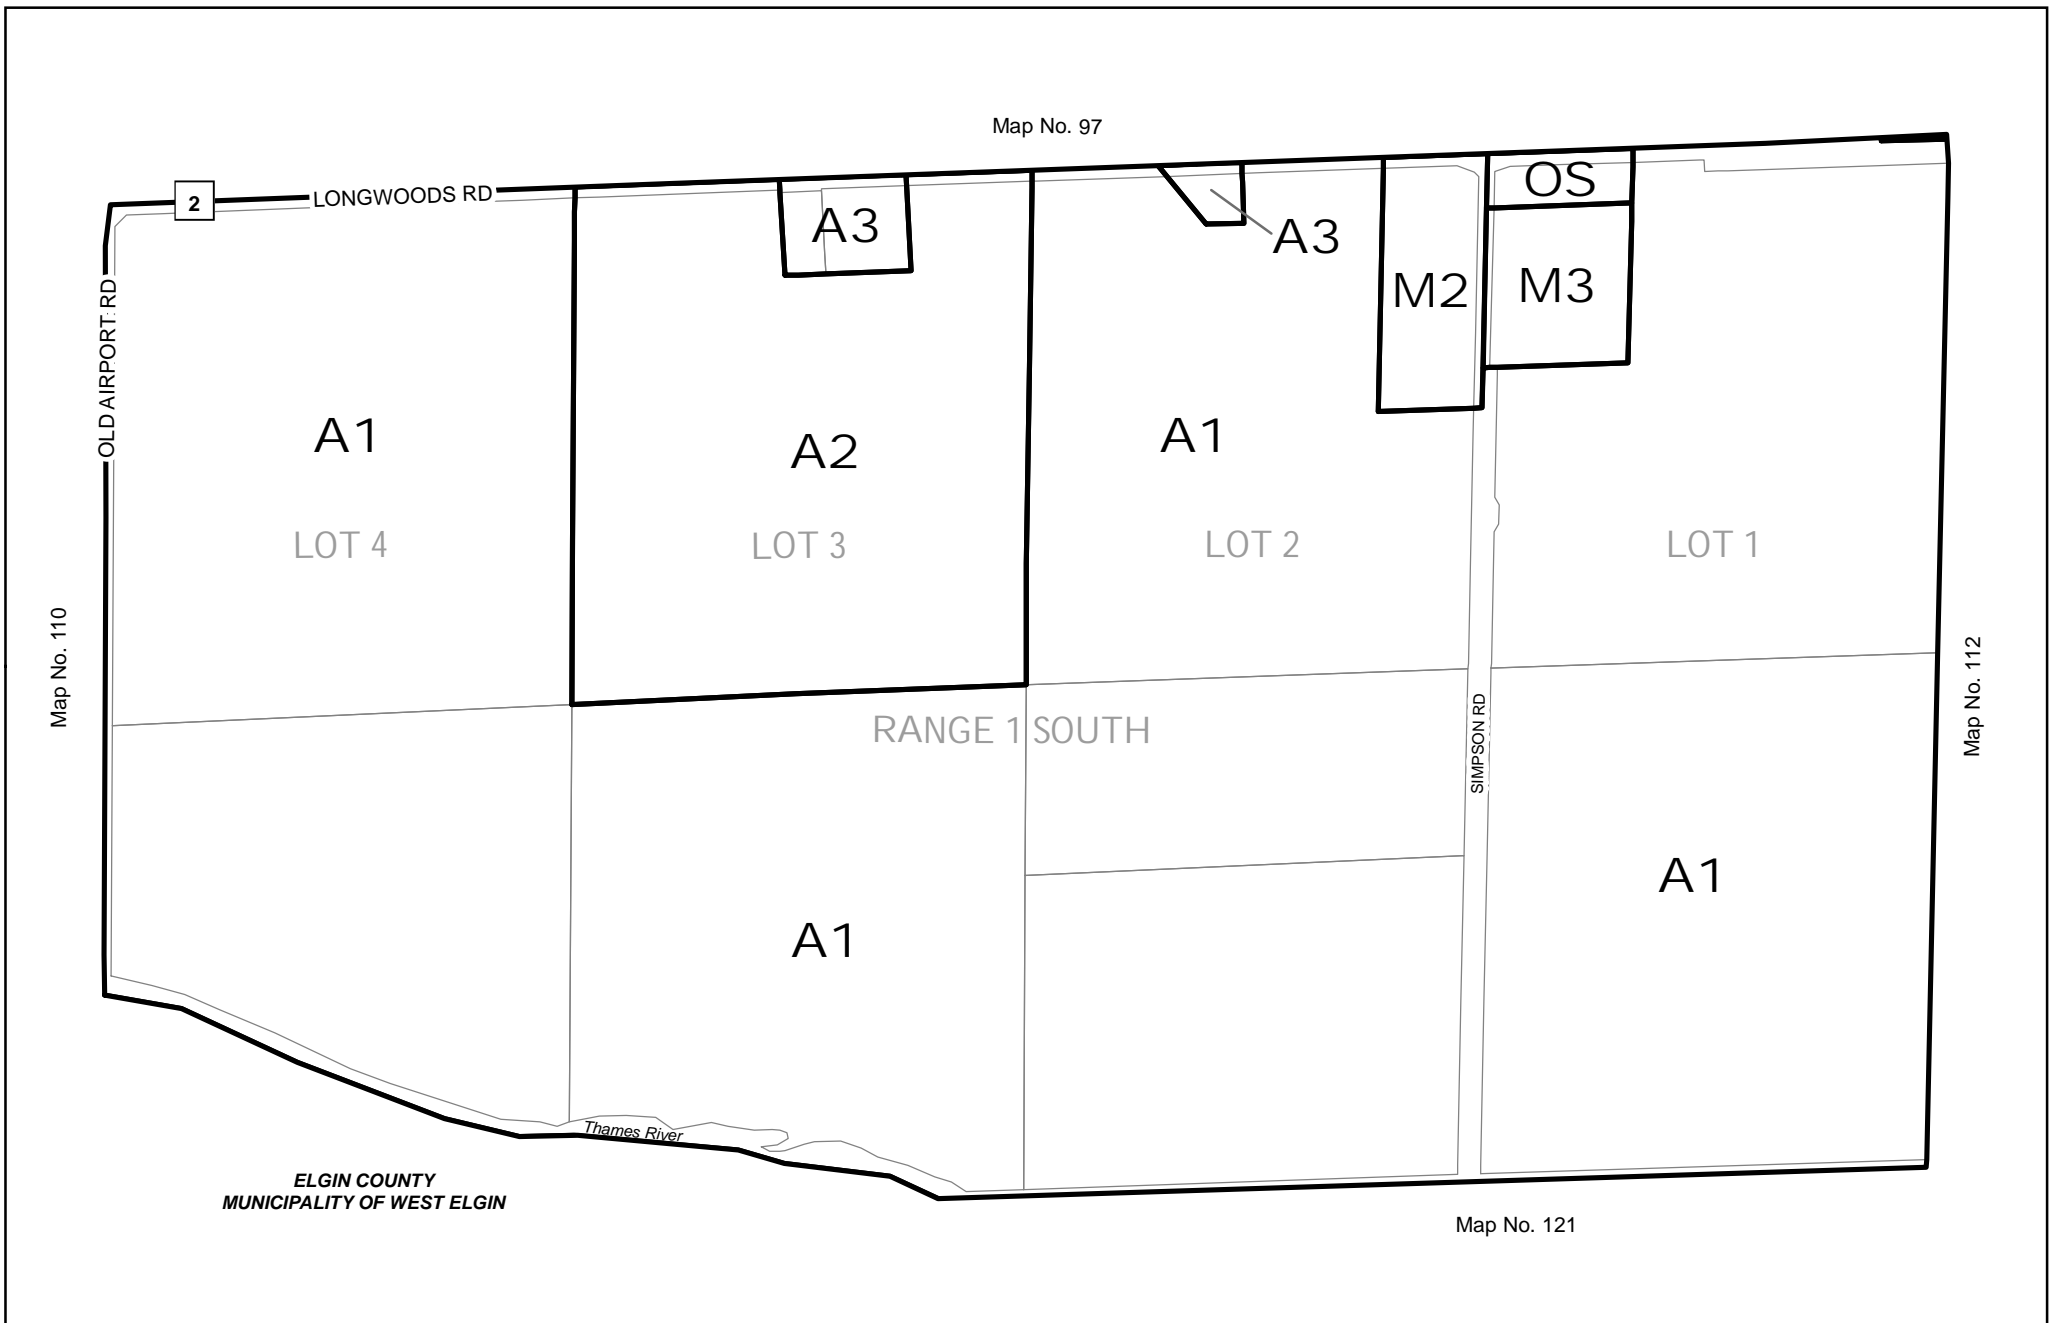 Map No. 97
2
LONGWOODS RD
OLD AIRPORT RD
A3
A3
OS
M2
M3
A1
A2
A1
LOT 4
LOT 3
LOT 2
LOT 1
Map No. 110
Map No. 112
RANGE 1 SOUTH
SIMPSON RD
A1
A1
Thames River
ELGIN COUNTY
MUNICIPALITY OF WEST ELGIN
Map No. 121